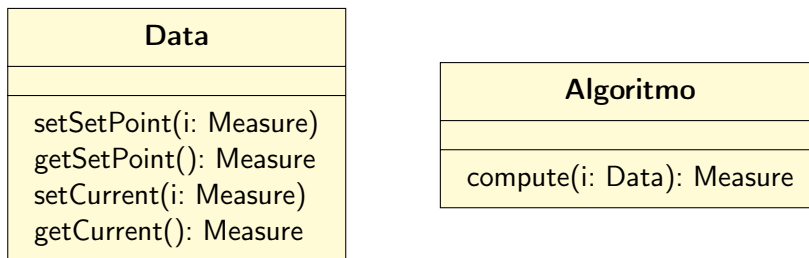 Data
setSetPoint(i: Measure)
getSetPoint(): Measure
setCurrent(i: Measure)
getCurrent(): Measure
Algoritmo
compute(i: Data): Measure